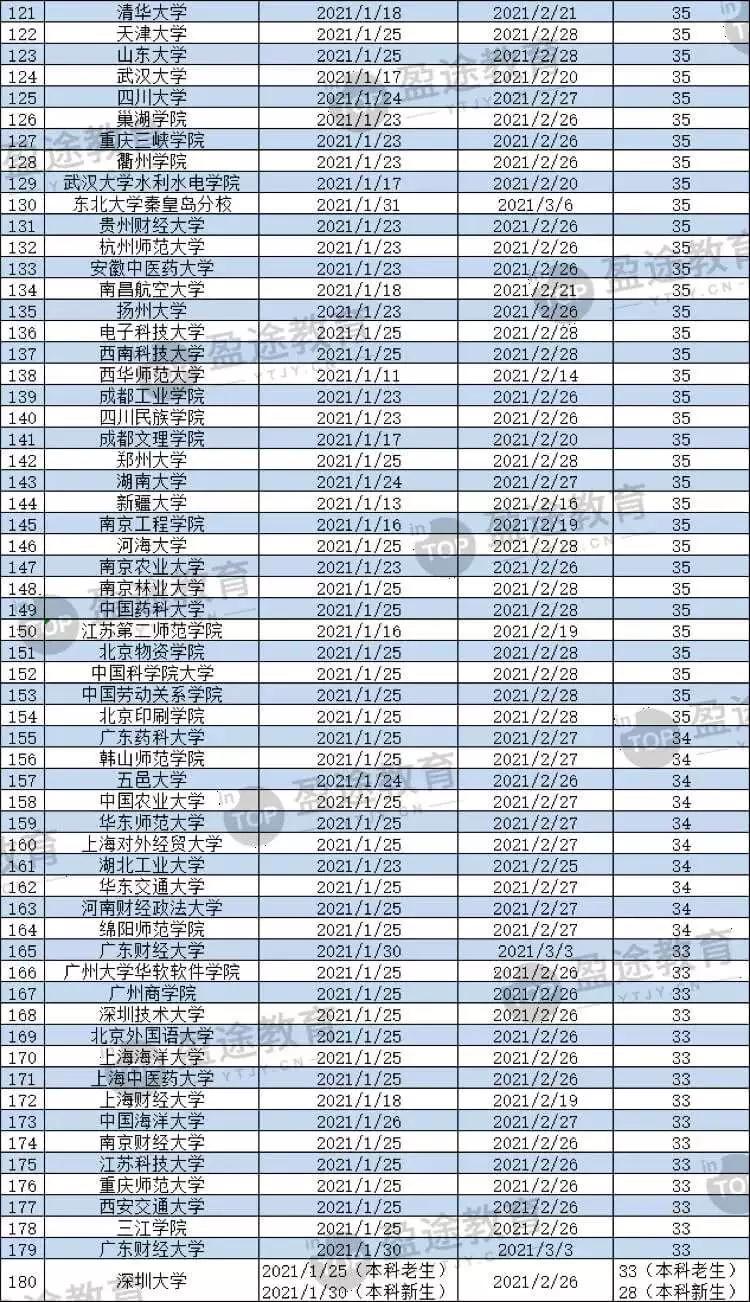 121 清华大学 2021/1/18 2021/2/21 35
122 天津大学 2021/1/25 2021/2/28 35
123 山东大学 2021/1/25 2021/2/28 35
124 武汉大学 2021/1/17 2021/2/20 35
125 四川大学 2021/1/24 2021/2/27 35
126 巢湖学院 2021/1/23 2021/2/26 35
127 重庆三峡学院 2021/1/23 2021/2/26 35
128 衢州学院 2021/1/23 2021/2/26 35
129 武汉大学水利水电学院 2021/1/17 2021/2/20 35
130 东北大学秦皇岛分校 2021/1/31 2021/3/6 35
131 贵州财经大学 2021/1/23 2021/2/26 35
132 杭州师范大学 2021/1/23 2021/2/26 35
133 安徽中医药大学 2021/1/23 2021/2/26 35
134 南昌航空大学 2021/1/18 2021/2/21 35
135 扬州大学 2021/1/23 2021/2/26 35
136 电子科技大学 2021/1/25 2021/2/28 35
137 西南科技大学 2021/1/25 2021/2/28 35
138 西华师范大学 2021/1/11 2021/2/14 35
139 成都工业学院 2021/1/23 2021/2/26 35
140 四川民族学院 2021/1/23 2021/2/26 35
141 成都文理学院 2021/1/17 2021/2/20 35
142 郑州大学 2021/1/25 2021/2/28 35
143 湖南大学 2021/1/24 2021/2/27 35
144 新疆大学 2021/1/13 2021/2/16 35
145 南京工程学院 2021/1/16 2021/2/19 35
146 河海大学 2021/1/25 2021/2/28 35
147 南京农业大学 2021/1/23 2021/2/26 35
148 南京林业大学 2021/1/25 2021/2/28 35
149 中国药科大学 2021/1/25 2021/2/28 35
150 江苏第二师范学院 2021/1/16 2021/2/19 35
151 北京物资学院 2021/1/25 2021/2/28 35
152 中国科学院大学 2021/1/25 2021/2/28 35
153 中国劳动关系学院 2021/1/25 2021/2/28 35
154 北京印刷学院 2021/1/25 2021/2/28 35
155 广东药科大学 2021/1/25 2021/2/27 34
156 韩山师范学院 2021/1/25 2021/2/27 34
157 五邑大学 2021/1/24 2021/2/26 34
158 中国农业大学 2021/1/25 2021/2/27 34
159 华东师范大学 2021/1/25 2021/2/27 34
160 上海对外经贸大学 2021/1/25 2021/2/27 34
161 湖北工业大学 2021/1/23 2021/2/25 34
162 华东交通大学 2021/1/25 2021/2/27 34
163 河南财经政法大学 2021/1/25 2021/2/27 34
164 绵阳师范学院 2021/1/25 2021/2/27 34
165 广东财经大学 2021/1/30 2021/3/3 33
166 广州大学华软软件学院 2021/1/25 2021/2/26 33
167 广州商学院 2021/1/25 2021/2/26 33
168 深圳技术大学 2021/1/25 2021/2/26 33
169 北京外国语大学 2021/1/25 2021/2/26 33
170 上海海洋大学 2021/1/25 2021/2/26 33
171 上海中医药大学 2021/1/25 2021/2/26 33
172 上海财经大学 2021/1/18 2021/2/19 33
173 中国海洋大学 2021/1/26 2021/2/27 33
174 南京财经大学 2021/1/25 2021/2/26 33
175 江苏科技大学 2021/1/25 2021/2/26 33
176 重庆师范大学 2021/1/25 2021/2/26 33
177 西安交通大学 2021/1/25 2021/2/26 33
178 三江学院 2021/1/25 2021/2/26 33
179 广东财经大学 2021/1/30 2021/3/3 33
180 深圳大学 2021/1/25（本科老生） 2021/2/26 33（本科老生）
2021/1/30（本科新生） 28（本科新生）